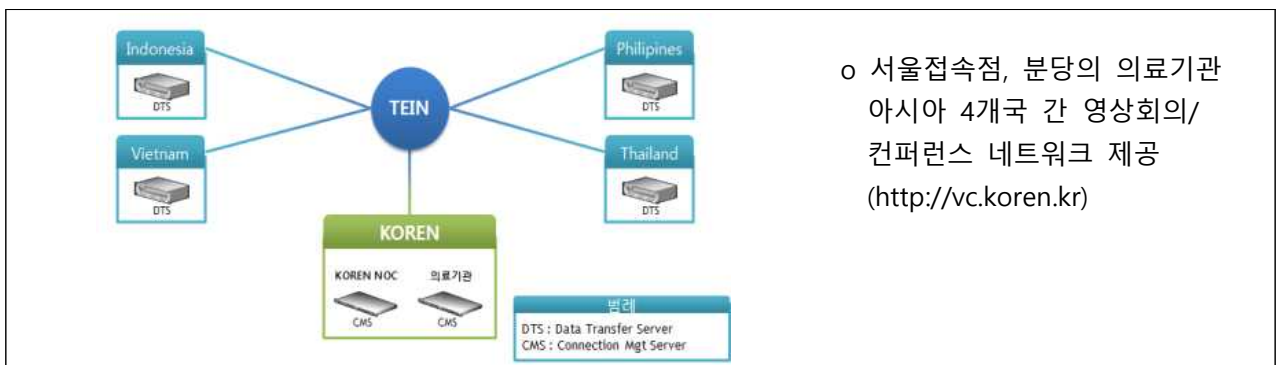 Indonesia
DTS
Philipines
DTS
TEIN
Vietnam
DTS
Thailand
DTS
KOREN
KOREN NOC
의료기관
CMS
CMS
범례
DTS : Data Transfer Server
CMS : Connection Mgt Server
o 서울접속점, 분당의 의료기관
아시아 4개국 간 영상회의/
컨퍼런스 네트워크 제공
(http://vc.koren.kr)